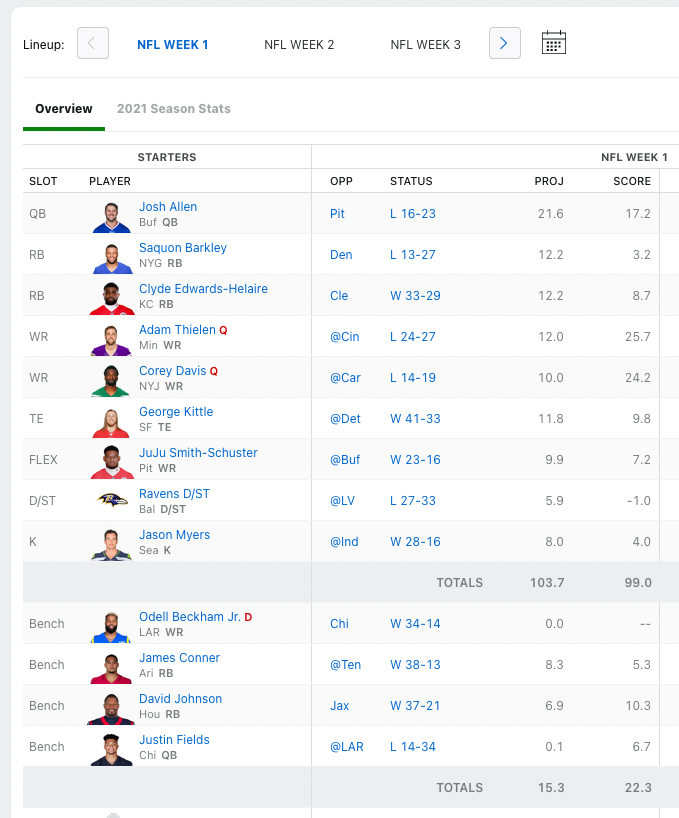 Lineup: NFL WEEK 1 NFL WEEK 2 NFL WEEK 3
Overview 2021 Season Stats
STARTERS NFL WEEK 1
SLOT PLAYER OPP STATUS PROJ SCORE
QB Josh Allen Pit L 16-23 21.6 17.2
Buf QB
RB Saquon Barkley Den L 13-27 12.2 3.2
NYG RB
RB Clyde Edwards-Helaire Cle W 33-29 12.2 8.7
KC RB
WR Adam Thielen Q @Cin L 24-27 12.0 25.7
Min WR
WR Corey Davis Q @Car L 14-19 10.0 24.2
NYJ WR
TE George Kittle @Det W 41-33 11.8 9.8
SF TE
FLEX JuJu Smith-Schuster @Buf W 23-16 9.9 7.2
Pit WR
D/ST Ravens D/ST @LV L 27-33 5.9 -1.0
Bal D/ST
K Jason Myers @Ind W 28-16 8.0 4.0
Sea K
TOTALS 103.7 99.0
Bench Odell Beckham Jr. D Chi W 34-14 0.0 --
LAR WR
Bench James Conner @Ten W 38-13 8.3 5.3
Ari RB
Bench David Johnson Jax W 37-21 6.9 10.3
Hou RB
Bench Justin Fields @LAR L 14-34 0.1 6.7
Chi QB
TOTALS 15.3 22.3